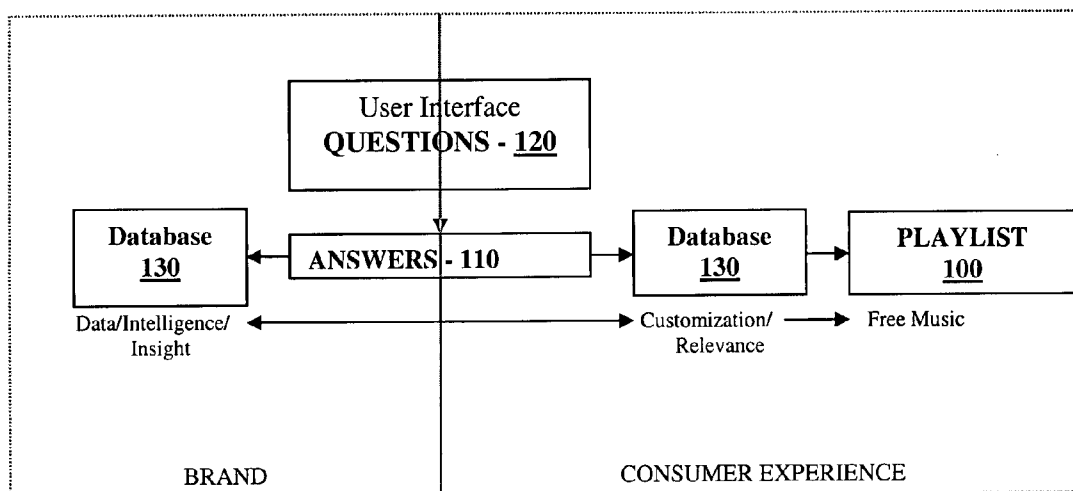 User Interface
QUESTIONS - 120
Database
130
ANSWERS - 110
Database
130
PLAYLIST
100
Data/Intelligence/
Insight
Customization/
Relevance
Free Music
BRAND
CONSUMER EXPERIENCE